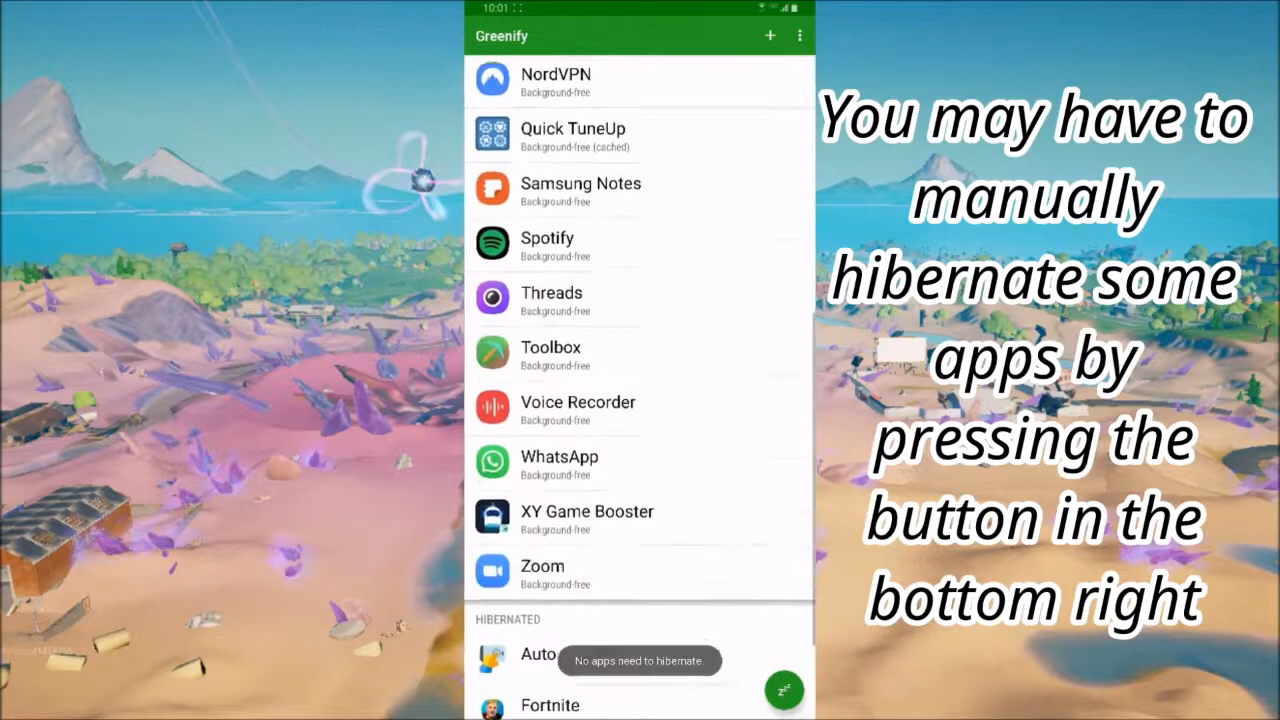 10:01
Greenify
NordVPN
Background-free
Quick TuneUp
Background-free (cached)
Samsung Notes
Background-free
Spotify
Background-free
Threads
Background-free
Toolbox
Background-free
Voice Recorder
Background-free
WhatsApp
Background-free
XY Game Booster
Background-free
Zoom
Background-free
HIBERNATED
Auto
No apps need to hibernate.
zzz
Fortnite
You may have to
manually
hibernate some
apps by
pressing the
button in the
bottom right